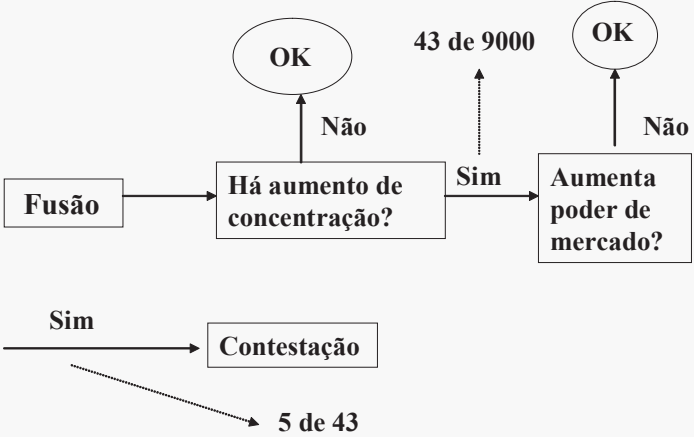 OK
43 de 9000
OK
Não
Não
Fusão
Há aumento de
concentração?
Sim
Aumenta
poder de
mercado?
Sim
Contestação
5 de 43